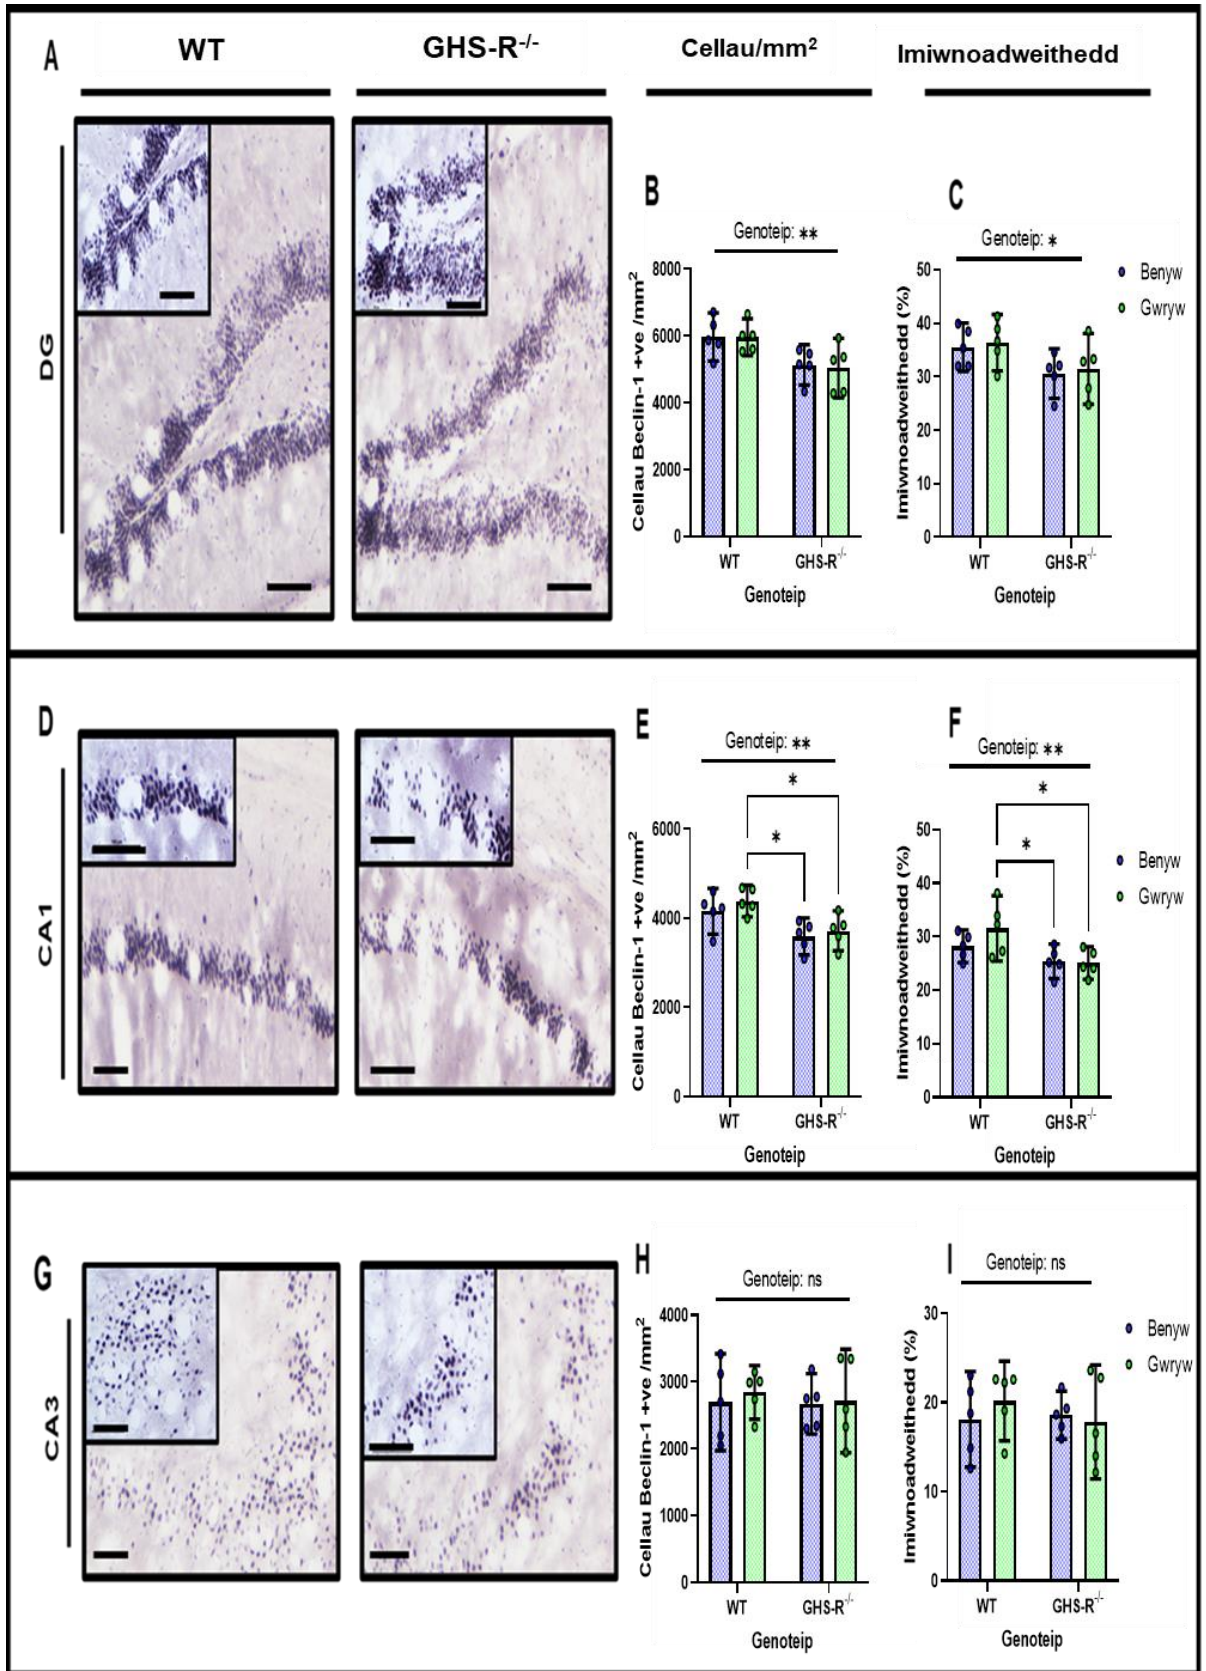 A
WT
GHS-R-/-
Cellau/mm²
Imiwnoadweithedd
DG
B
Genoteip: **
Cellau Beclin-1 +ve /mm²
8000
6000
4000
2000
0
WT
GHS-R-/-
Genoteip
C
Genoteip: *
Imiwnoadweithedd (%)
50
40
30
20
10
0
WT
GHS-R-/-
Genoteip
Benyw
Gwryw
D
CA1
E
Genoteip: **
*
*
Cellau Beclin-1 +ve /mm²
6000
4000
2000
0
WT
GHS-R-/-
Genoteip
F
Genoteip: **
*
*
Imiwnoadweithedd (%)
50
40
30
20
10
0
WT
GHS-R-/-
Genoteip
Benyw
Gwryw
G
CA3
H
Genoteip: ns
Cellau Beclin-1 +ve /mm²
4000
3000
2000
1000
0
WT
GHS-R-/-
Genoteip
I
Genoteip: ns
Imiwnoadweithedd (%)
30
20
10
0
WT
GHS-R-/-
Genoteip
Benyw
Gwryw